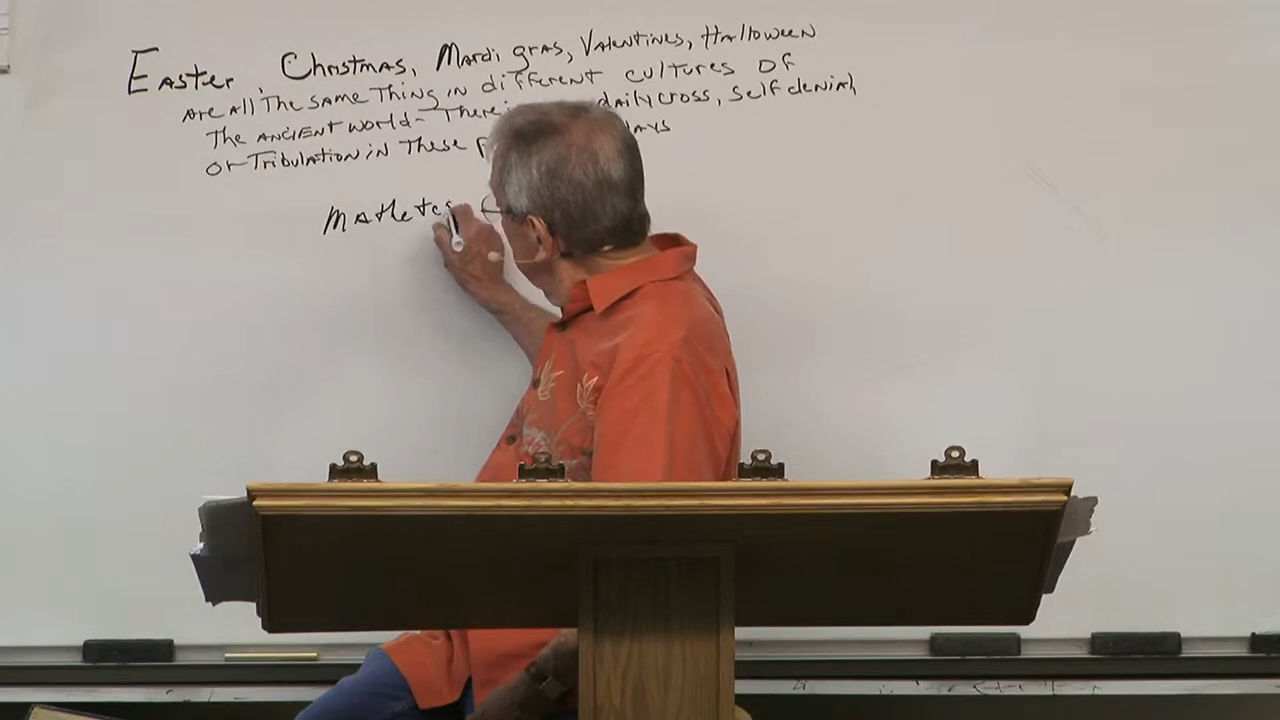 Easter, Christmas, Mardi gras, Valentines, Halloween
Are all The same Thing in different cultures of
The Ancient world - There daily cross, self denial,
or Tribulation in These
Mathetes